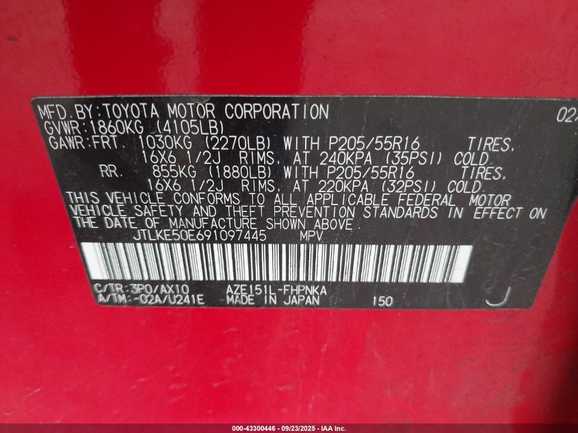 MFD. BY: TOYOTA MOTOR CORPORATION 02
GVWR: 1860KG (4105LB)
GAWR: FRT. 1030KG (2270LB) WITH P205/55R16 TIRES.
16X6 1/2J RIMS. AT 240KPA (35PSI) COLD.
RR. 855KG (1880LB) WITH P205/55R16 TIRES.
16X6 1/2J RIMS. AT 220KPA (32PSI) COLD.
THIS VEHICLE CONFORMS TO ALL APPLICABLE FEDERAL MOTOR
VEHICLE SAFETY AND THEFT PREVENTION STANDARDS IN EFFECT ON
THE DATE OF MANUFACTURE SHOWN ABOVE.
JTLKE50E691097445 MPV
C/TR: 3P0/AX10 AZE151L-FHPNKA
A/TM: -02A/U241E MADE IN JAPAN 150 J
000-43300446 - 09/23/2025 - IAA Inc.